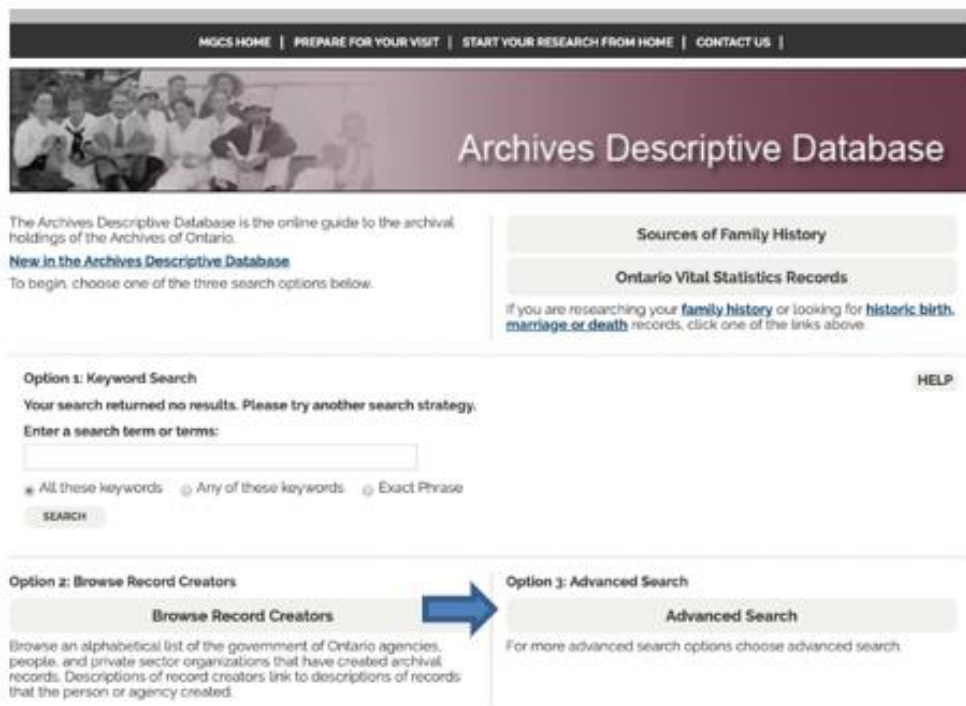 MGCS HOME | PREPARE FOR YOUR VISIT | START YOUR RESEARCH FROM HOME | CONTACT US |
Archives Descriptive Database
The Archives Descriptive Database is the online guide to the archival
holdings of the Archives of Ontario.
New in the Archives Descriptive Database
To begin, choose one of the three search options below.
Sources of Family History
Ontario Vital Statistics Records
If you are researching your family history or looking for historic birth,
marriage or death records, click one of the links above.
Option 1: Keyword Search
HELP
Your search returned no results. Please try another search strategy.
Enter a search term or terms:
All these keywords Any of these keywords Exact Phrase
SEARCH
Option 2: Browse Record Creators
Browse Record Creators
Browse an alphabetical list of the government of Ontario agencies,
people, and private sector organizations that have created archival
records. Descriptions of record creators link to descriptions of records
that the person or agency created.
Option 3: Advanced Search
Advanced Search
For more advanced search options choose advanced search.